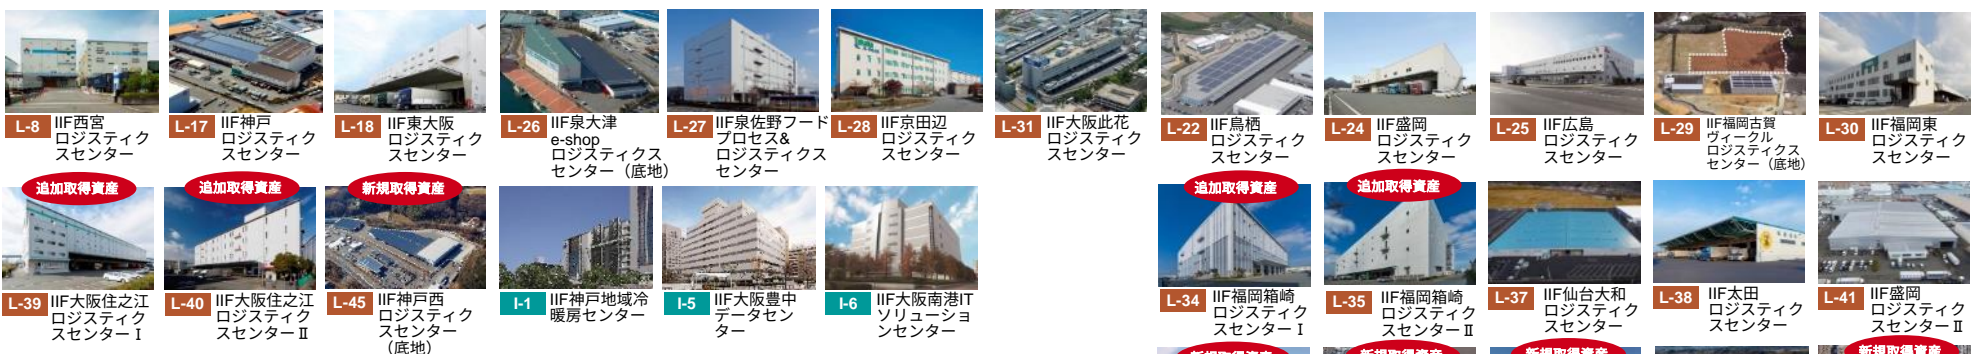 L-8
IIF西宮
ロジスティク
スセンター
L-17
IIF神戸
ロジスティク
スセンター
L-18
IIF東大阪
ロジスティク
スセンター
L-26
IIF泉大津
e-shop
ロジスティクス
センター（底地）
L-27
IIF泉佐野フード
プロセス&
ロジスティクス
センター
L-28
IIF京田辺
ロジスティク
スセンター
L-31
IIF大阪此花
ロジスティク
スセンター
L-22
IIF鳥栖
ロジスティク
スセンター
L-24
IIF盛岡
ロジスティク
スセンター
L-25
IIF広島
ロジスティク
スセンター
L-29
IIF福岡古賀
ヴィークル
ロジスティクス
センター（底地）
L-30
IIF福岡東
ロジスティク
スセンター
追加取得資産
L-39
IIF大阪住之江
ロジスティク
スセンターⅠ
追加取得資産
L-40
IIF大阪住之江
ロジスティク
スセンターⅡ
新規取得資産
L-45
IIF神戸西
ロジスティク
スセンター
（底地）
I-1
IIF神戸地域冷
暖房センター
I-5
IIF大阪豊中
データセン
ター
I-6
IIF大阪南港IT
ソリューショ
ンセンター
追加取得資産
L-34
IIF福岡箱崎
ロジスティク
スセンターⅠ
追加取得資産
L-35
IIF福岡箱崎
ロジスティク
スセンターⅡ
L-37
IIF仙台大和
ロジスティク
スセンター
L-38
IIF太田
ロジスティク
スセンター
L-41
IIF盛岡
ロジスティク
スセンターⅡ
新規取得資産
新規取得資産
新規取得資産
新規取得資産